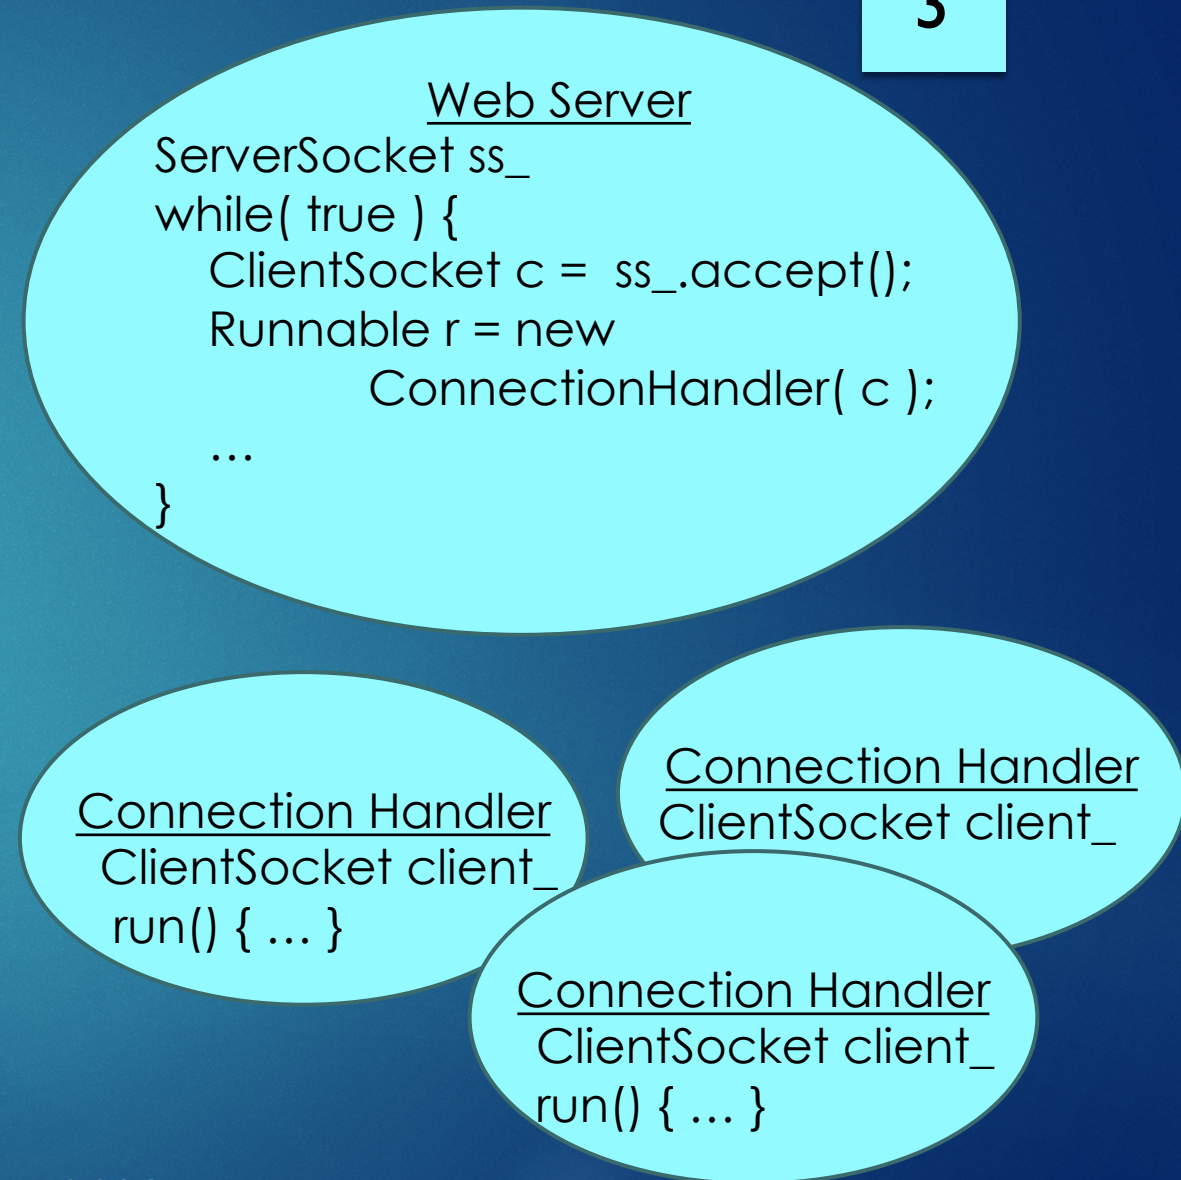 Web Server
ServerSocket ss_
while( true ) {
ClientSocket c = ss_.accept();
Runnable r = new
ConnectionHandler( c );
…
}
Connection Handler
ClientSocket client_
Connection Handler
ClientSocket client_
run() { … }
Connection Handler
ClientSocket client_
run() { … }